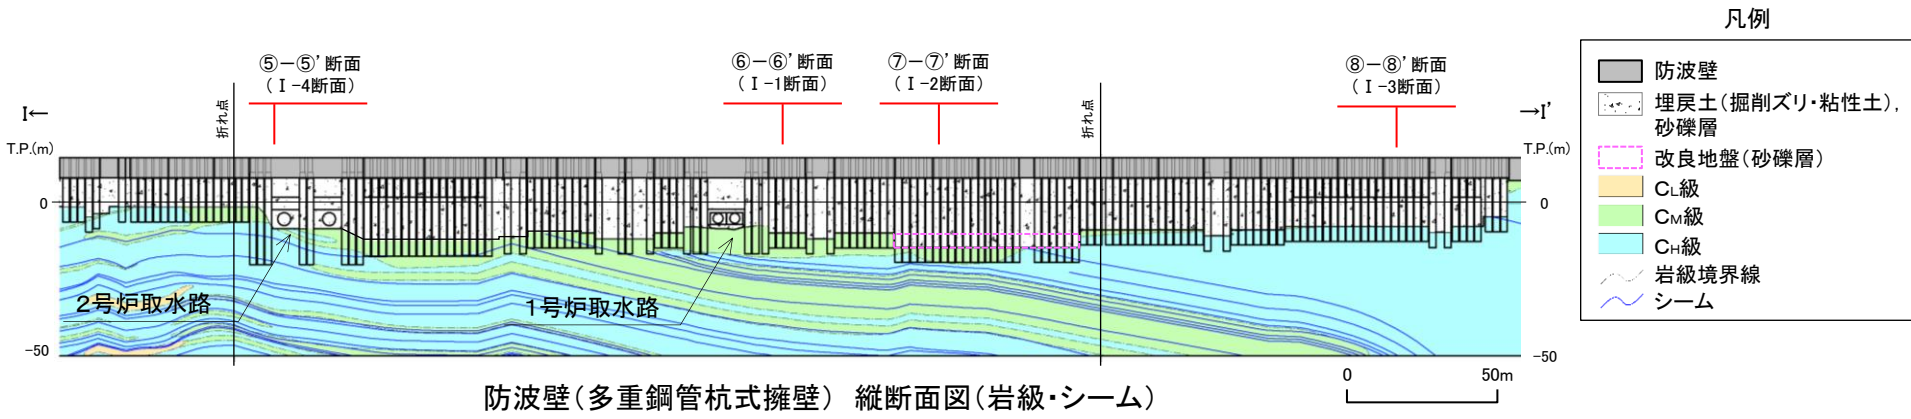 ⑤-⑤'断面
(Ⅰ-4断面)
⑥-⑥'断面
(Ⅰ-1断面)
⑦-⑦'断面
(Ⅰ-2断面)
⑧-⑧'断面
(Ⅰ-3断面)
I←
→I'
折れ点
折れ点
T.P.(m)
T.P.(m)
0
0
2号炉取水路
1号炉取水路
-50
-50
防波壁(多重鋼管杭式擁壁) 縦断面図(岩級・シーム)
0
50m
凡例
防波壁
埋戻土(掘削ズリ・粘性土),
砂礫層
改良地盤(砂礫層)
CL級
CM級
CH級
岩級境界線
シーム